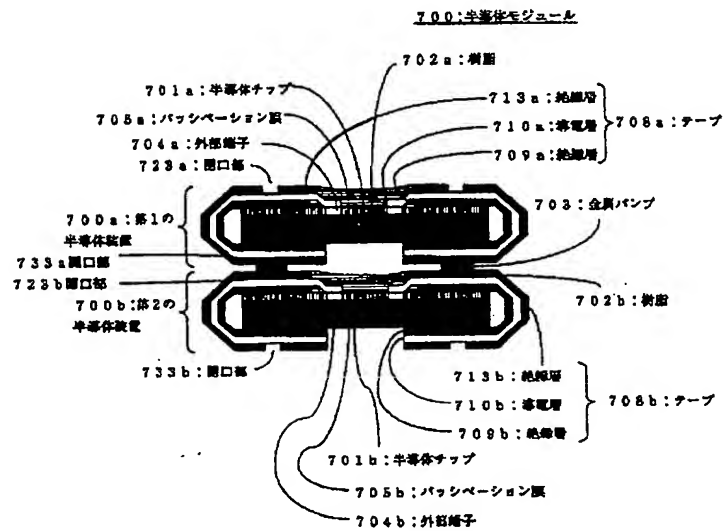 700:半導体モジュール
702a:樹脂
701a:半導体チップ
713a:絶縁層
705a:パッシベーション膜
710a:導電層
708a:テープ
704a:外部端子
709a:絶縁層
723a:開口部
703:金属バンプ
700a:第1の
半導体装置
733a開口部
723b開口部
702b:樹脂
700b:第2の
半導体装置
733b:開口部
713b:絶縁層
710b:導電層
708b:テープ
709b:絶縁層
701b:半導体チップ
705b:パッシベーション膜
704b:外部端子